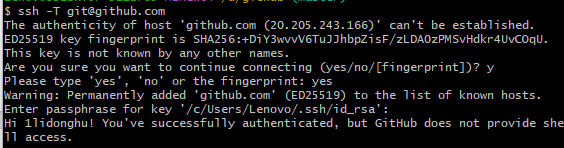 $ ssh -T git@github.com
The authenticity of host 'github.com (20.205.243.166)' can't be established.
ED25519 key fingerprint is SHA256:+DiY3wvvV6TuJJhbpZisF/zLDA0zPMSvHdkr4UvCOqU.
This key is not known by any other names.
Are you sure you want to continue connecting (yes/no/[fingerprint])? y
Please type 'yes', 'no' or the fingerprint: yes
Warning: Permanently added 'github.com' (ED25519) to the list of known hosts.
Enter passphrase for key '/c/Users/Lenovo/.ssh/id_rsa':
Hi 1lidonghu! You've successfully authenticated, but GitHub does not provide she
ll access.